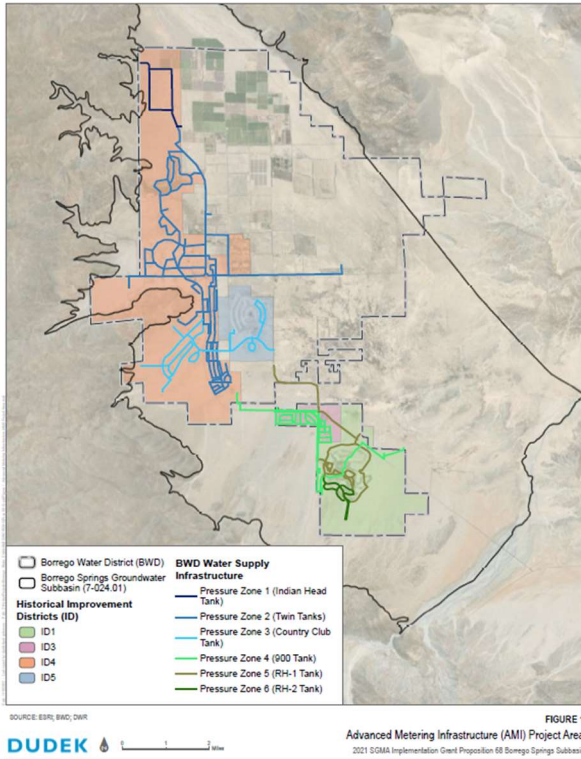 Borrego Water District (BWD)
Borrego Springs Groundwater
Subbasin (7-024.01)
Historical Improvement
Districts (ID)
ID1
ID3
ID4
ID5
BWD Water Supply
Infrastructure
Pressure Zone 1 (Indian Head
Tank)
Pressure Zone 2 (Twin Tanks)
Pressure Zone 3 (Country Club
Tank)
Pressure Zone 4 (900 Tank)
Pressure Zone 5 (RH-1 Tank)
Pressure Zone 6 (RH-2 Tank)
SOURCE: ESRI; BWD; DWR
DUDEK
0 1 2
Miles
FIGURE
Advanced Metering Infrastructure (AMI) Project Area
2021 SGMA Implementation Grant Proposition 68 Borrego Springs Subbasi